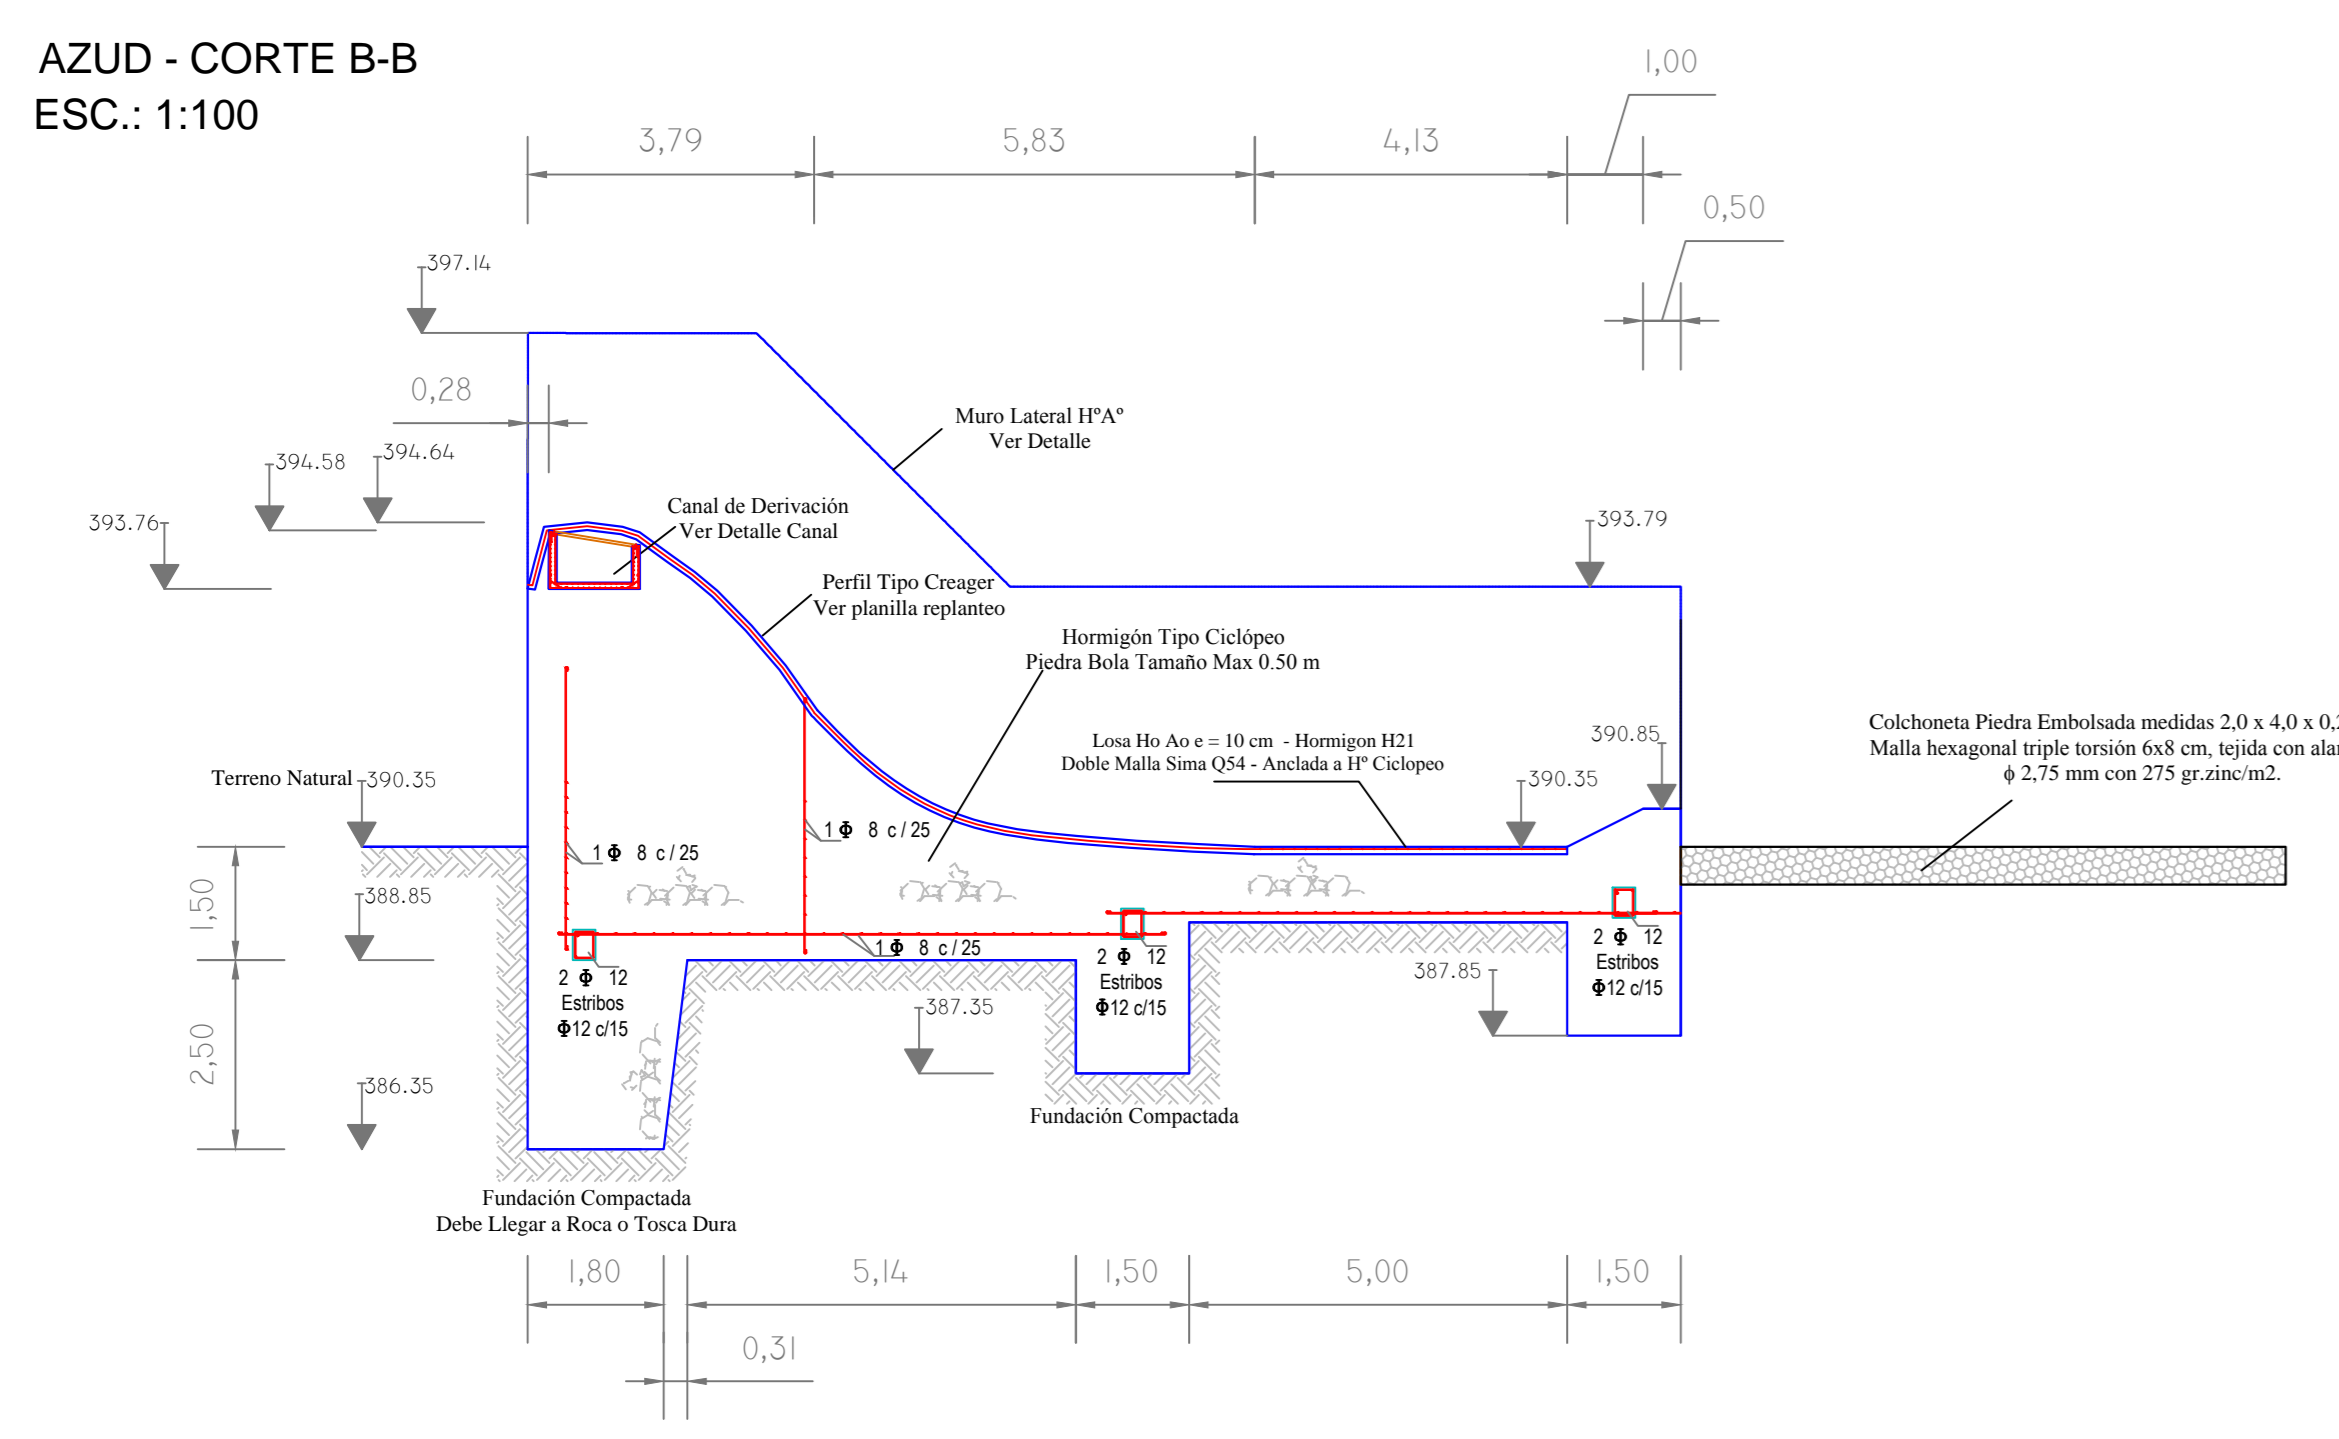 AZUD - CORTE B-B
ESC.: 1:100
1,00
3,79
5,83
4,13
0,50
397.14
0,28
394.58
394.64
393.76
Muro Lateral HºAº
Ver Detalle
Canal de Derivación
Ver Detalle Canal
393.79
Perfil Tipo Creager
Ver planilla replanteo
Hormigón Tipo Ciclópeo
Piedra Bola Tamaño Max 0.50 m
Losa Ho Ao e = 10 cm - Hormigon H21
Doble Malla Sima Q54 - Anclada a Hº Ciclopeo
390.85
Colchoneta Piedra Embolsada medidas 2,0 x 4,0 x 0,
Malla hexagonal triple torsión 6x8 cm, tejida con
ϕ 2,75 mm con 275 gr.zinc/m2.
Terreno Natural
390.35
390.35
1 Φ 8 c/25
1 Φ 8 c/25
1,50
388.85
1 Φ 8 c/25
2 Φ 12
Estribos
Φ12 c/15
2 Φ 12
Estribos
Φ12 c/15
2 Φ 12
Estribos
Φ12 c/15
387.85
387.35
2,50
386.35
Fundación Compactada
Fundación Compactada
Debe Llegar a Roca o Tosca Dura
1,80
5,14
1,50
5,00
1,50
0,31